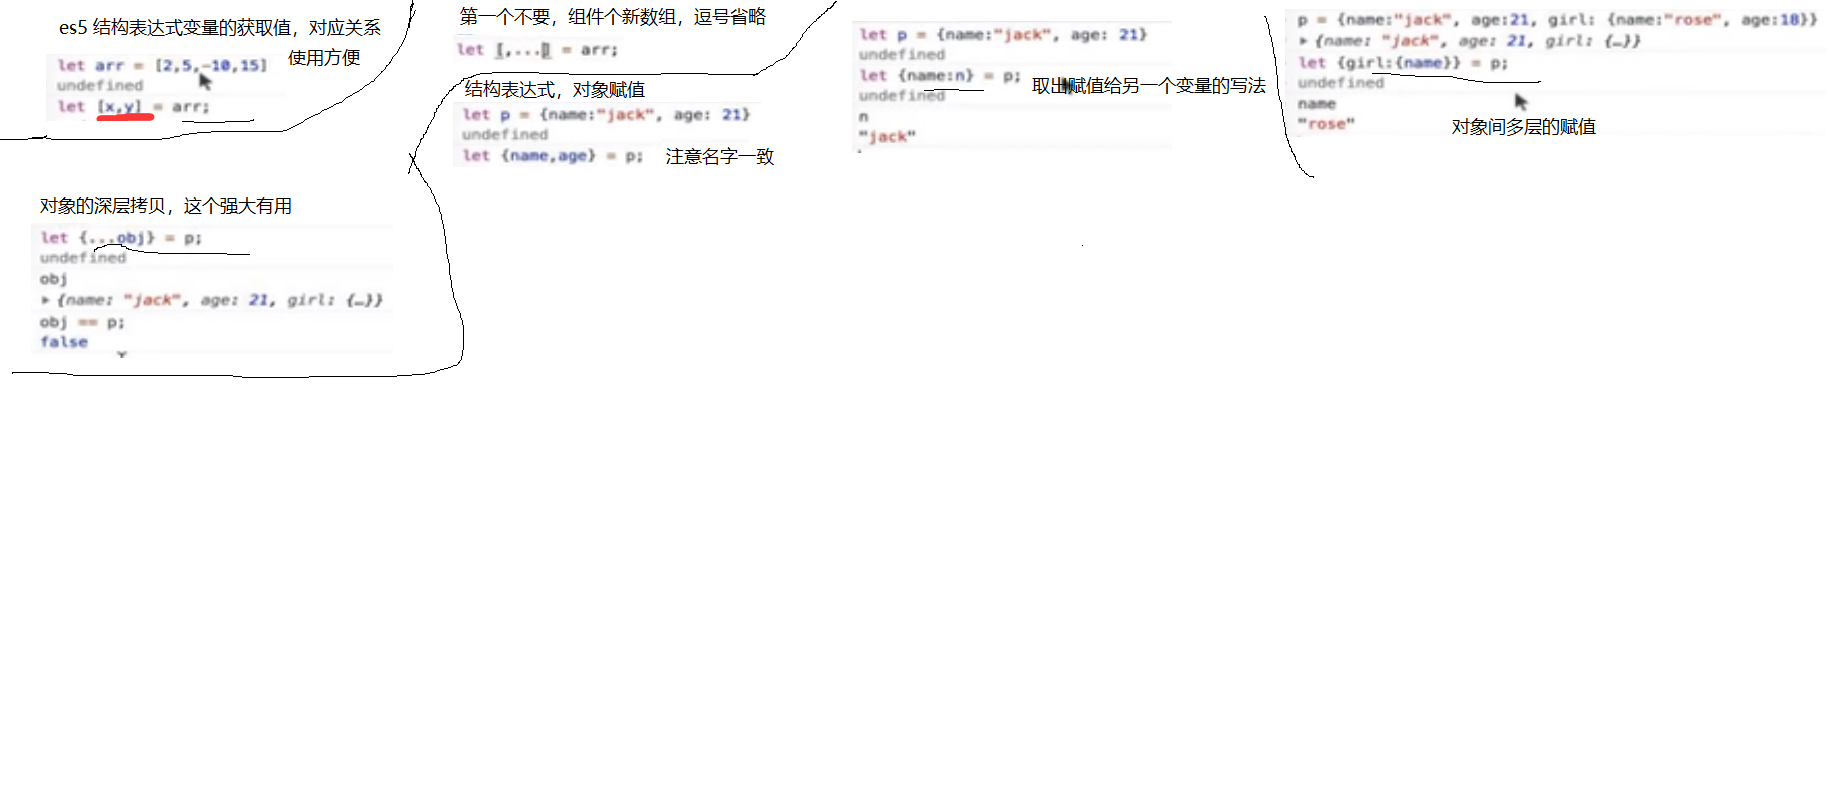 es5 结构表达式变量的获取值，对应关系
使用方便
let arr = [2,5,-10,15]
undefined
let [x,y] = arr;
第一个不要，组件个新数组，逗号省略
let [,...] = arr;
结构表达式，对象赋值
let p = {name:"jack", age: 21}
undefined
let {name,age} = p;
注意名字一致
let p = {name:"jack", age: 21}
undefined
let {name:n} = p;
undefined
n
"jack"
取出赋值给另一个变量的写法
p = {name:"jack", age:21, girl: {name:"rose", age:18}}
▸ {name: "jack", age: 21, girl: {…}}
let {girl:{name}} = p;
undefined
name
"rose"
对象间多层的赋值
对象的深层拷贝，这个强大有用
let {...obj} = p;
undefined
obj
▸ {name: "jack", age: 21, girl: {…}}
obj == p;
false